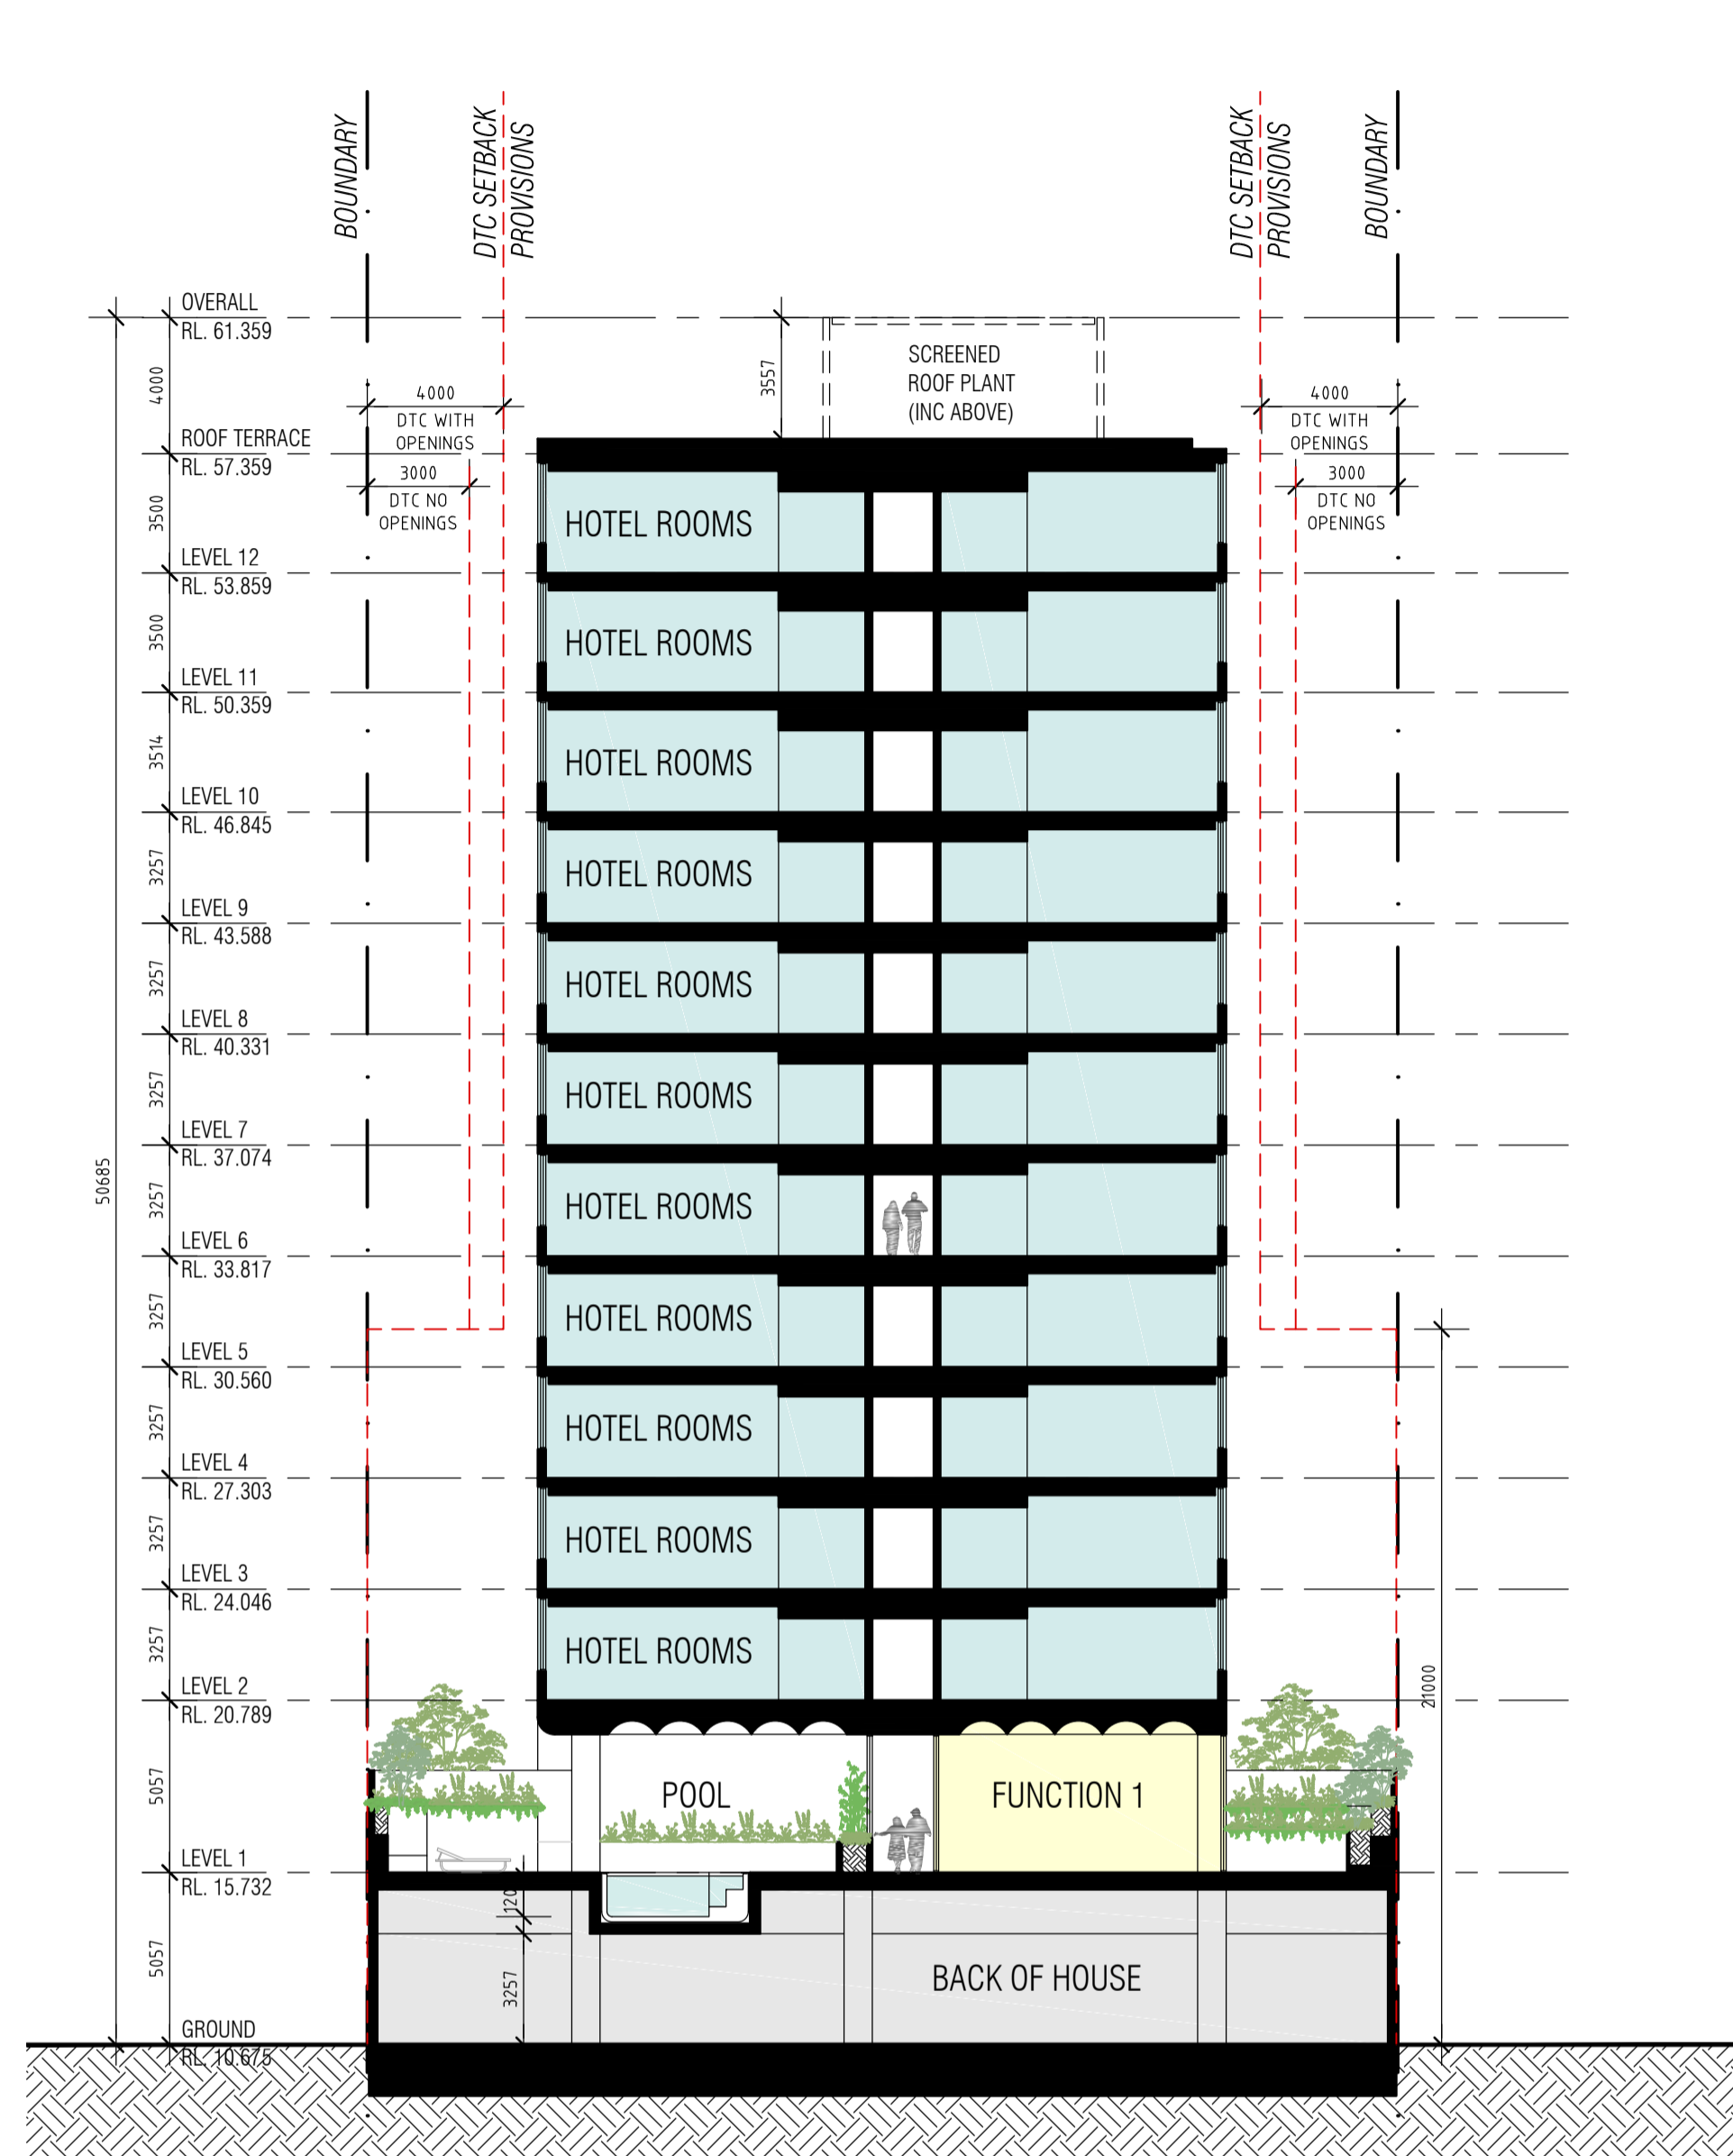 BOUNDARY
DTC SETBACK
PROVISIONS
DTC SETBACK
PROVISIONS
BOUNDARY
OVERALL
RL. 61.359
4000
3557
SCREENED
ROOF PLANT
(INC ABOVE)
4000
DTC WITH
OPENINGS
4000
DTC WITH
OPENINGS
ROOF TERRACE
RL. 57.359
3000
DTC NO
OPENINGS
3000
DTC NO
OPENINGS
3500
HOTEL ROOMS
LEVEL 12
RL. 53.859
3500
HOTEL ROOMS
LEVEL 11
RL. 50.359
3514
HOTEL ROOMS
LEVEL 10
RL. 46.845
3257
HOTEL ROOMS
LEVEL 9
RL. 43.588
3257
HOTEL ROOMS
LEVEL 8
RL. 40.331
3257
HOTEL ROOMS
LEVEL 7
RL. 37.074
50685
3257
HOTEL ROOMS
LEVEL 6
RL. 33.817
3257
HOTEL ROOMS
LEVEL 5
RL. 30.560
3257
HOTEL ROOMS
LEVEL 4
RL. 27.303
3257
HOTEL ROOMS
LEVEL 3
RL. 24.046
3257
HOTEL ROOMS
LEVEL 2
RL. 20.789
21000
5057
POOL
FUNCTION 1
LEVEL 1
RL. 15.732
120
5057
3257
BACK OF HOUSE
GROUND
RL. 10.675